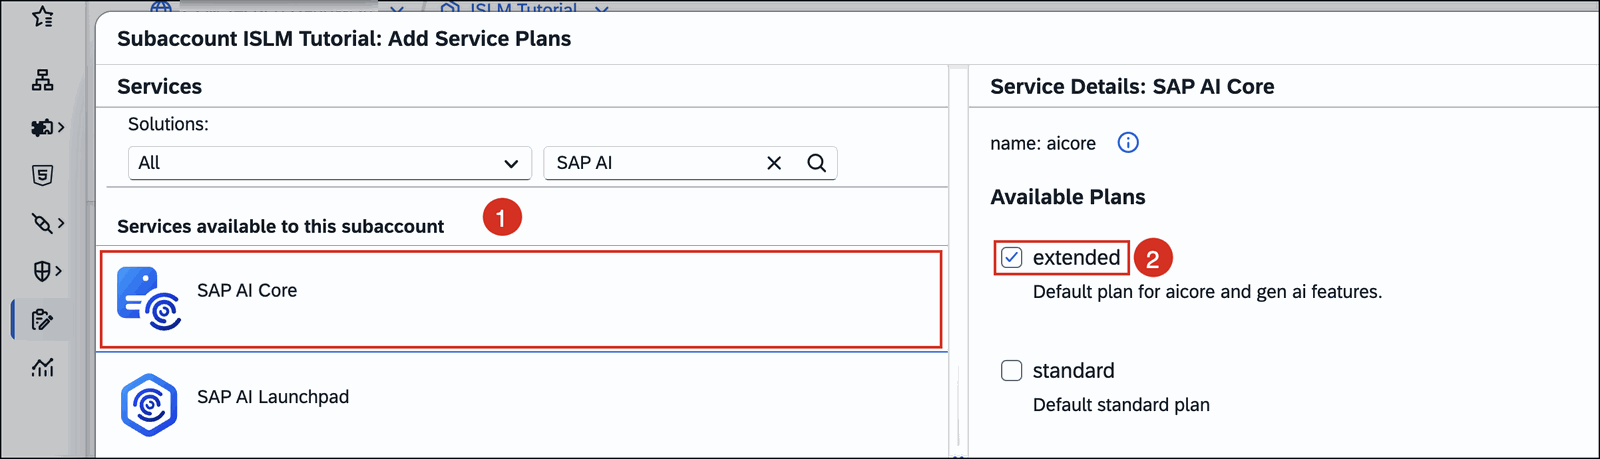 ISLM Tutorial
Subaccount ISLM Tutorial: Add Service Plans
Services
Solutions:
All
SAP AI
Services available to this subaccount
1
SAP AI Core
SAP AI Launchpad
Service Details: SAP AI Core
name: aicore
Available Plans
extended
2
Default plan for aicore and gen ai features.
standard
Default standard plan